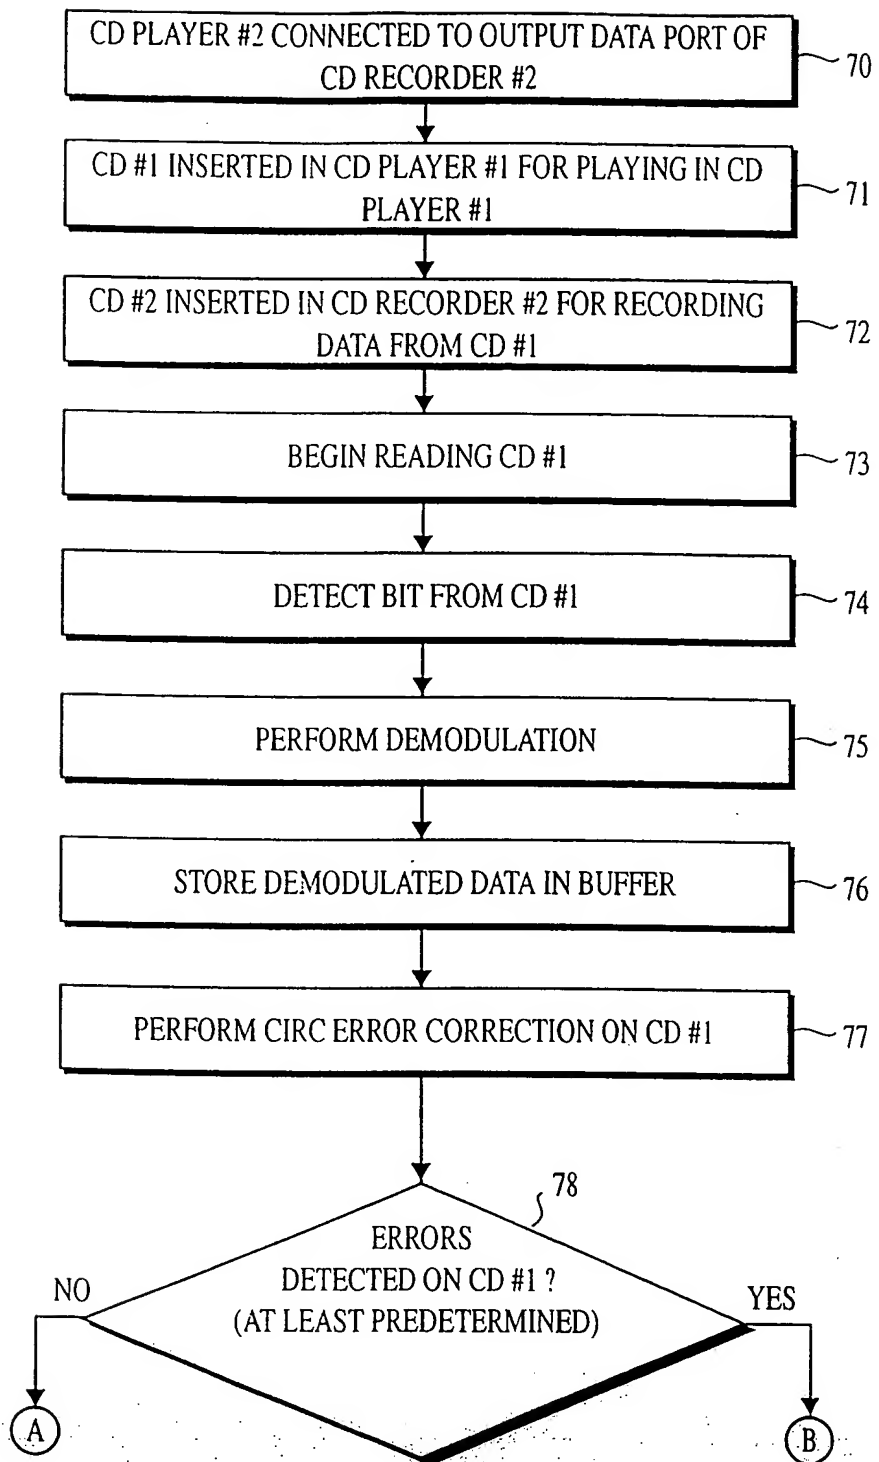 CD PLAYER #2 CONNECTED TO OUTPUT DATA PORT OF
CD RECORDER #2
70
CD #1 INSERTED IN CD PLAYER #1 FOR PLAYING IN CD
PLAYER #1
71
CD #2 INSERTED IN CD RECORDER #2 FOR RECORDING
DATA FROM CD #1
72
BEGIN READING CD #1
73
DETECT BIT FROM CD #1
74
PERFORM DEMODULATION
75
STORE DEMODULATED DATA IN BUFFER
76
PERFORM CIRC ERROR CORRECTION ON CD #1
77
78
ERRORS
DETECTED ON CD #1 ?
(AT LEAST PREDETERMINED)
NO
YES
A
B